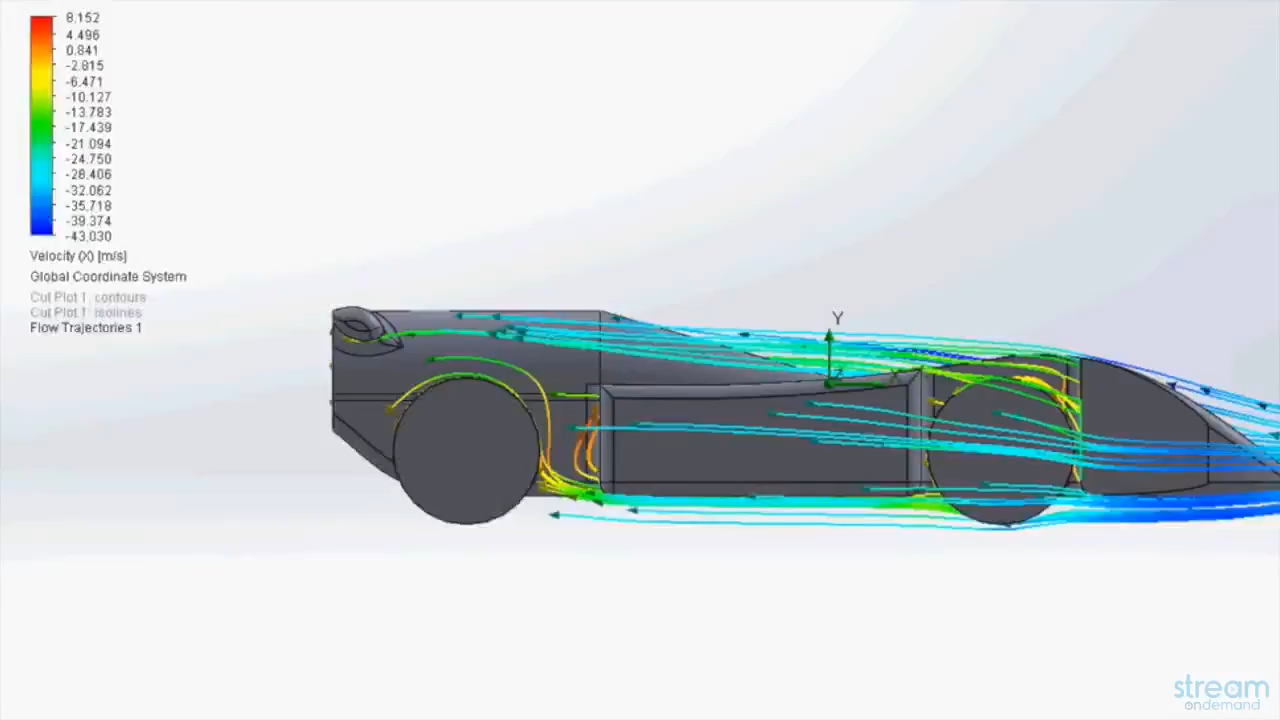 8.152
4.496
0.841
-2.815
-6.471
-10.127
-13.783
-17.439
-21.094
-24.750
-28.406
-32.062
-35.718
-39.374
-43.030
Velocity (X) [m/s]
Global Coordinate System
Cut Plot 1: contours
Cut Plot 1: isolines
Flow Trajectories 1
Y
Z
X
stream
ondemand